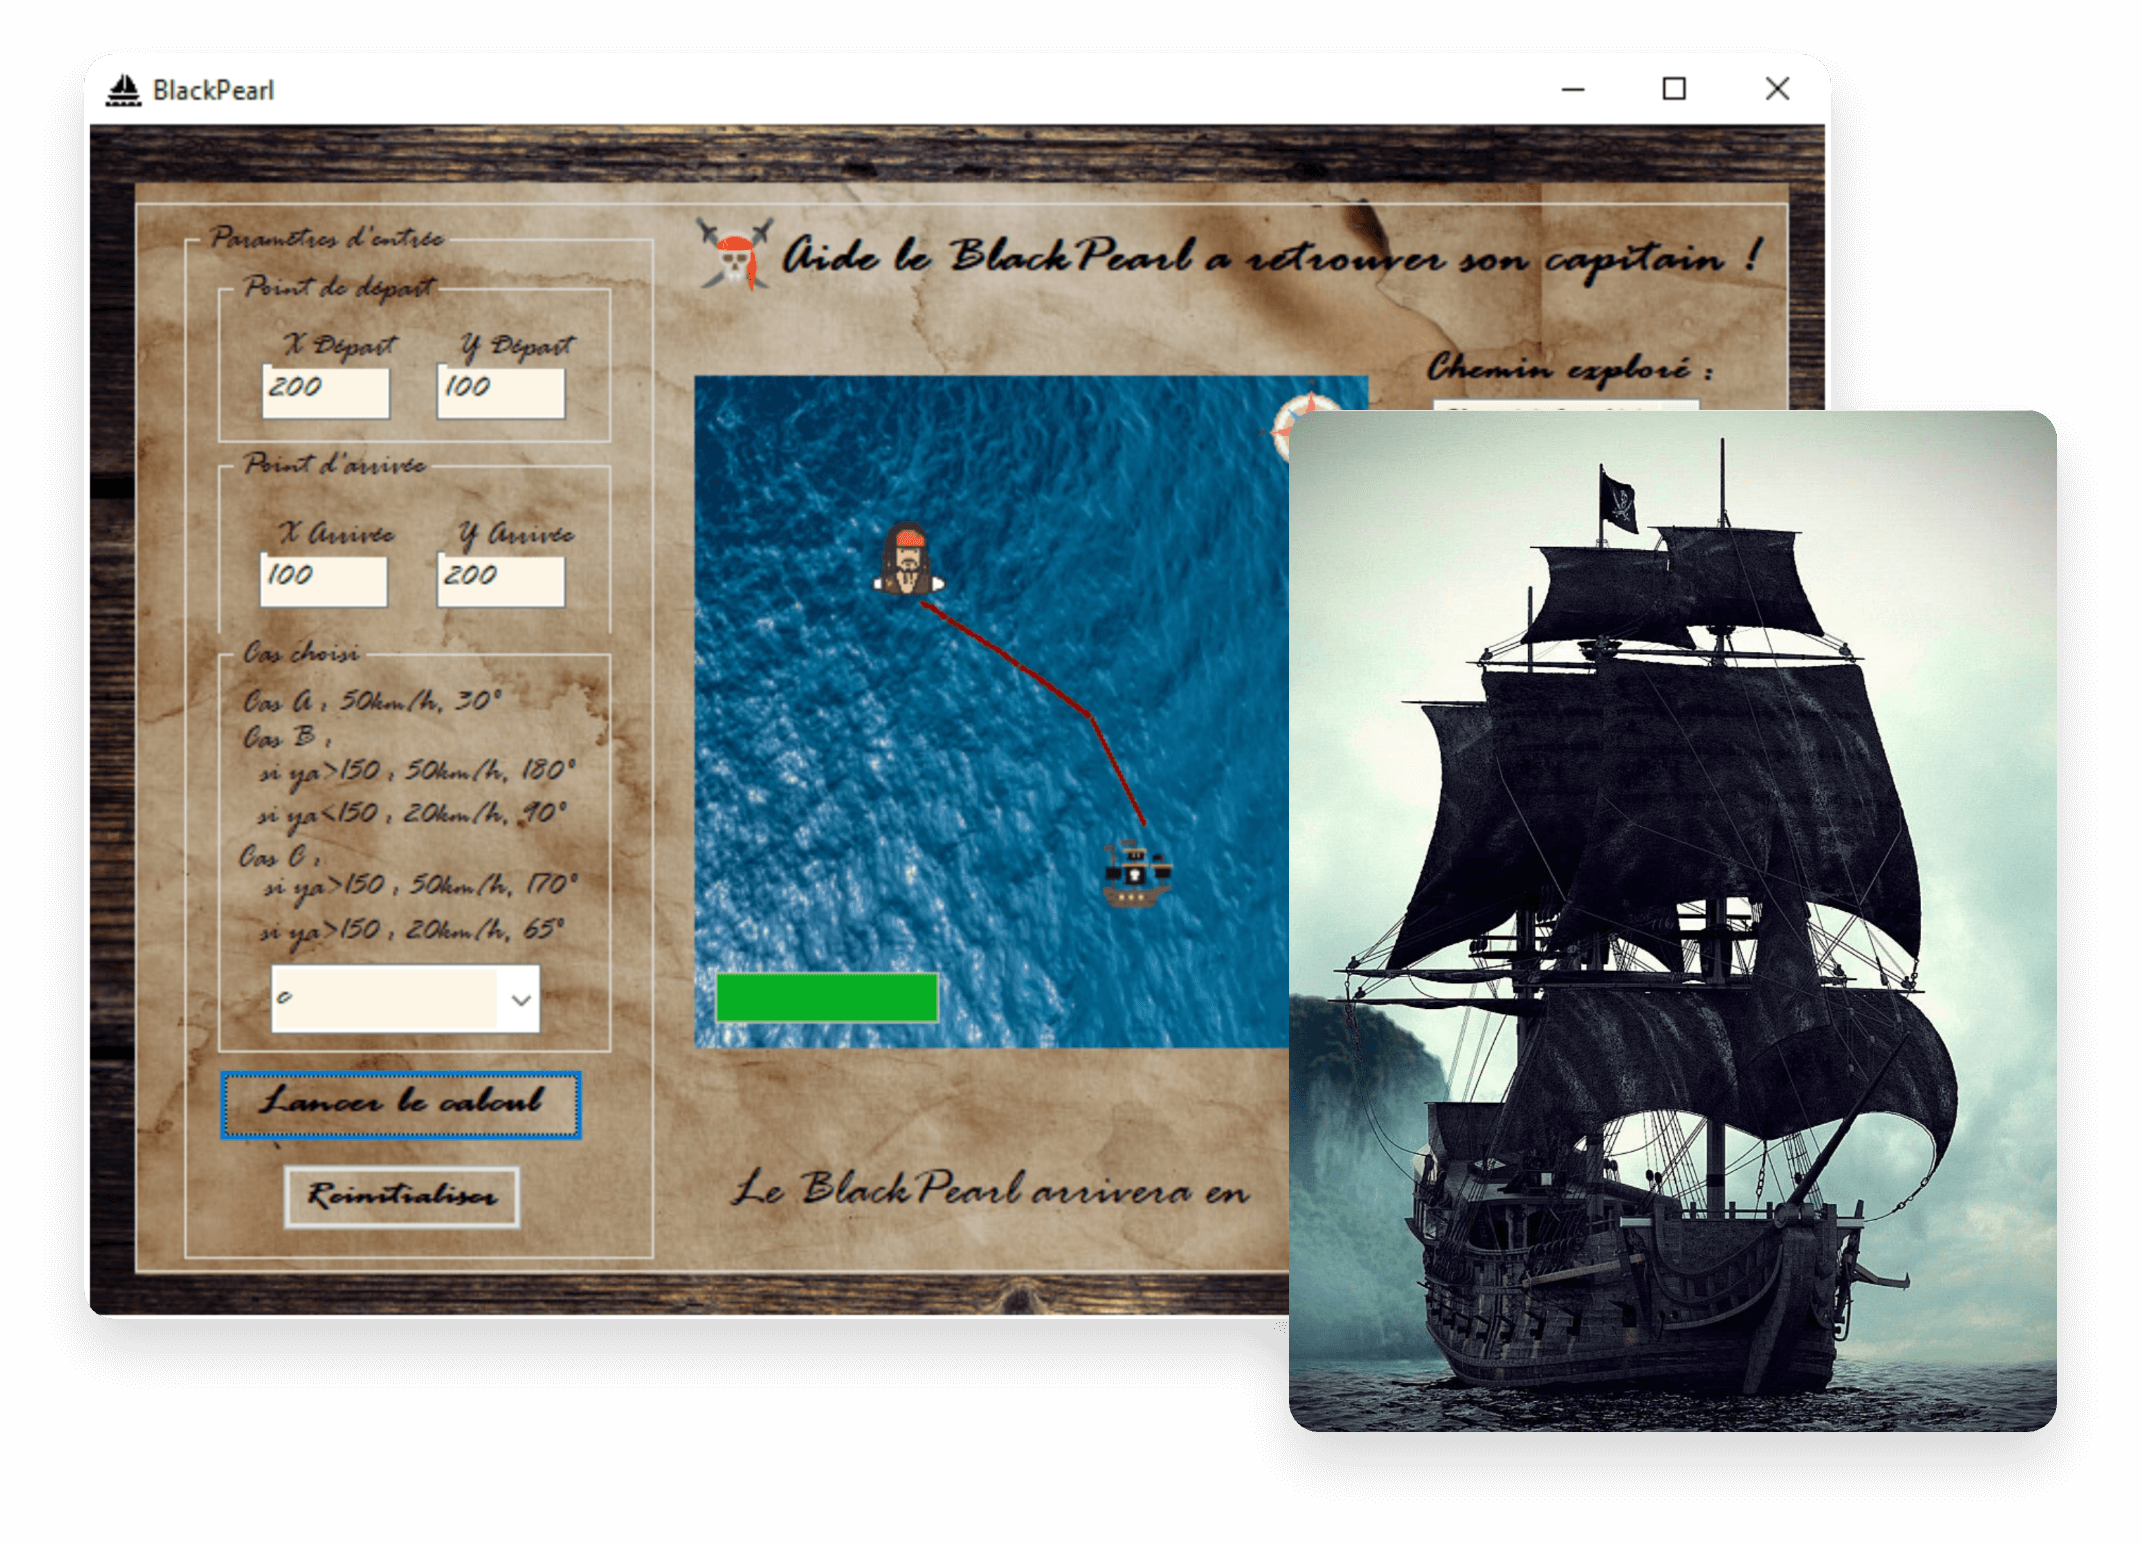 BlackPearl
Paramètres d'entrée
Aide le BlackPearl a retrouver son capitain !
Point de départ
X Départ
Y Départ
200
100
Chemin exploré :
Point d'arrivée
X Arrivée
Y Arrivée
100
200
Cas choisi
Cas A : 50km/h, 30°
Cas B :
si ya>150 : 50km/h, 180°
si ya<150 : 20km/h, 90°
Cas C :
si ya>150 : 50km/h, 170°
si ya>150 : 20km/h, 65°
c
Lancer le calcul
Reinitialiser
Le BlackPearl arrivera en